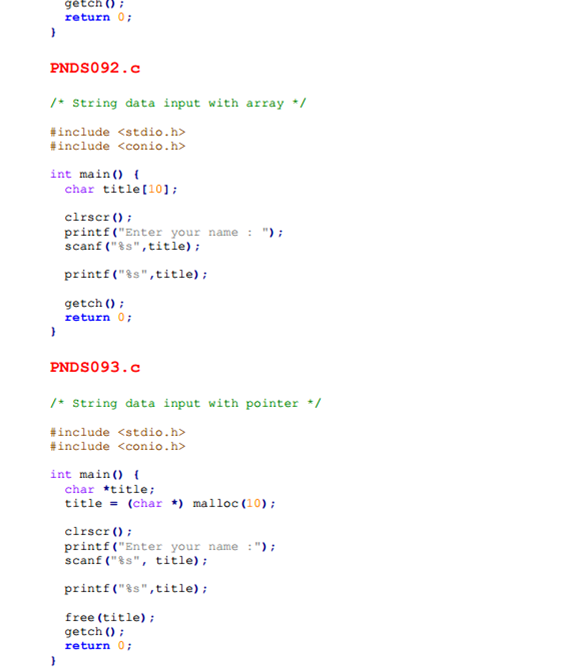 getch();
return 0;
}
PNDS092.c
/* String data input with array */
#include <stdio.h>
#include <conio.h>
int main() {
char title[10];
clrscr();
printf("Enter your name : ");
scanf("%s",title);
printf("%s",title);
getch();
return 0;
}
PNDS093.c
/* String data input with pointer */
#include <stdio.h>
#include <conio.h>
int main() {
char *title;
title = (char *) malloc(10);
clrscr();
printf("Enter your name :");
scanf("%s", title);
printf("%s",title);
free(title);
getch();
return 0;
}